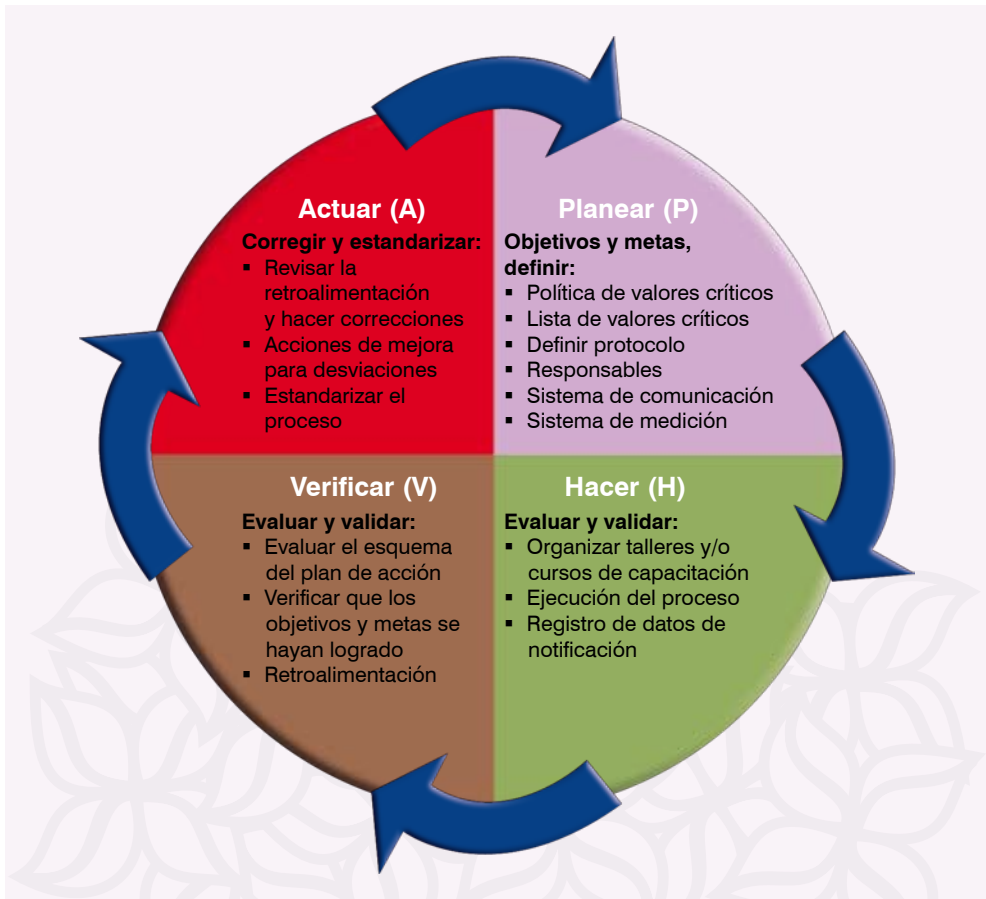 Actuar (A)
Corregir y estandarizar:
▪ Revisar la
retroalimentación
y hacer correcciones
▪ Acciones de mejora
para desviaciones
▪ Estandarizar el
proceso
Planear (P)
Objetivos y metas,
definir:
▪ Política de valores críticos
▪ Lista de valores críticos
▪ Definir protocolo
▪ Responsables
▪ Sistema de comunicación
▪ Sistema de medición
Verificar (V)
Evaluar y validar:
▪ Evaluar el esquema
del plan de acción
▪ Verificar que los
objetivos y metas se
hayan logrado
▪ Retroalimentación
Hacer (H)
Evaluar y validar:
▪ Organizar talleres y/o
cursos de capacitación
▪ Ejecución del proceso
▪ Registro de datos de
notificación